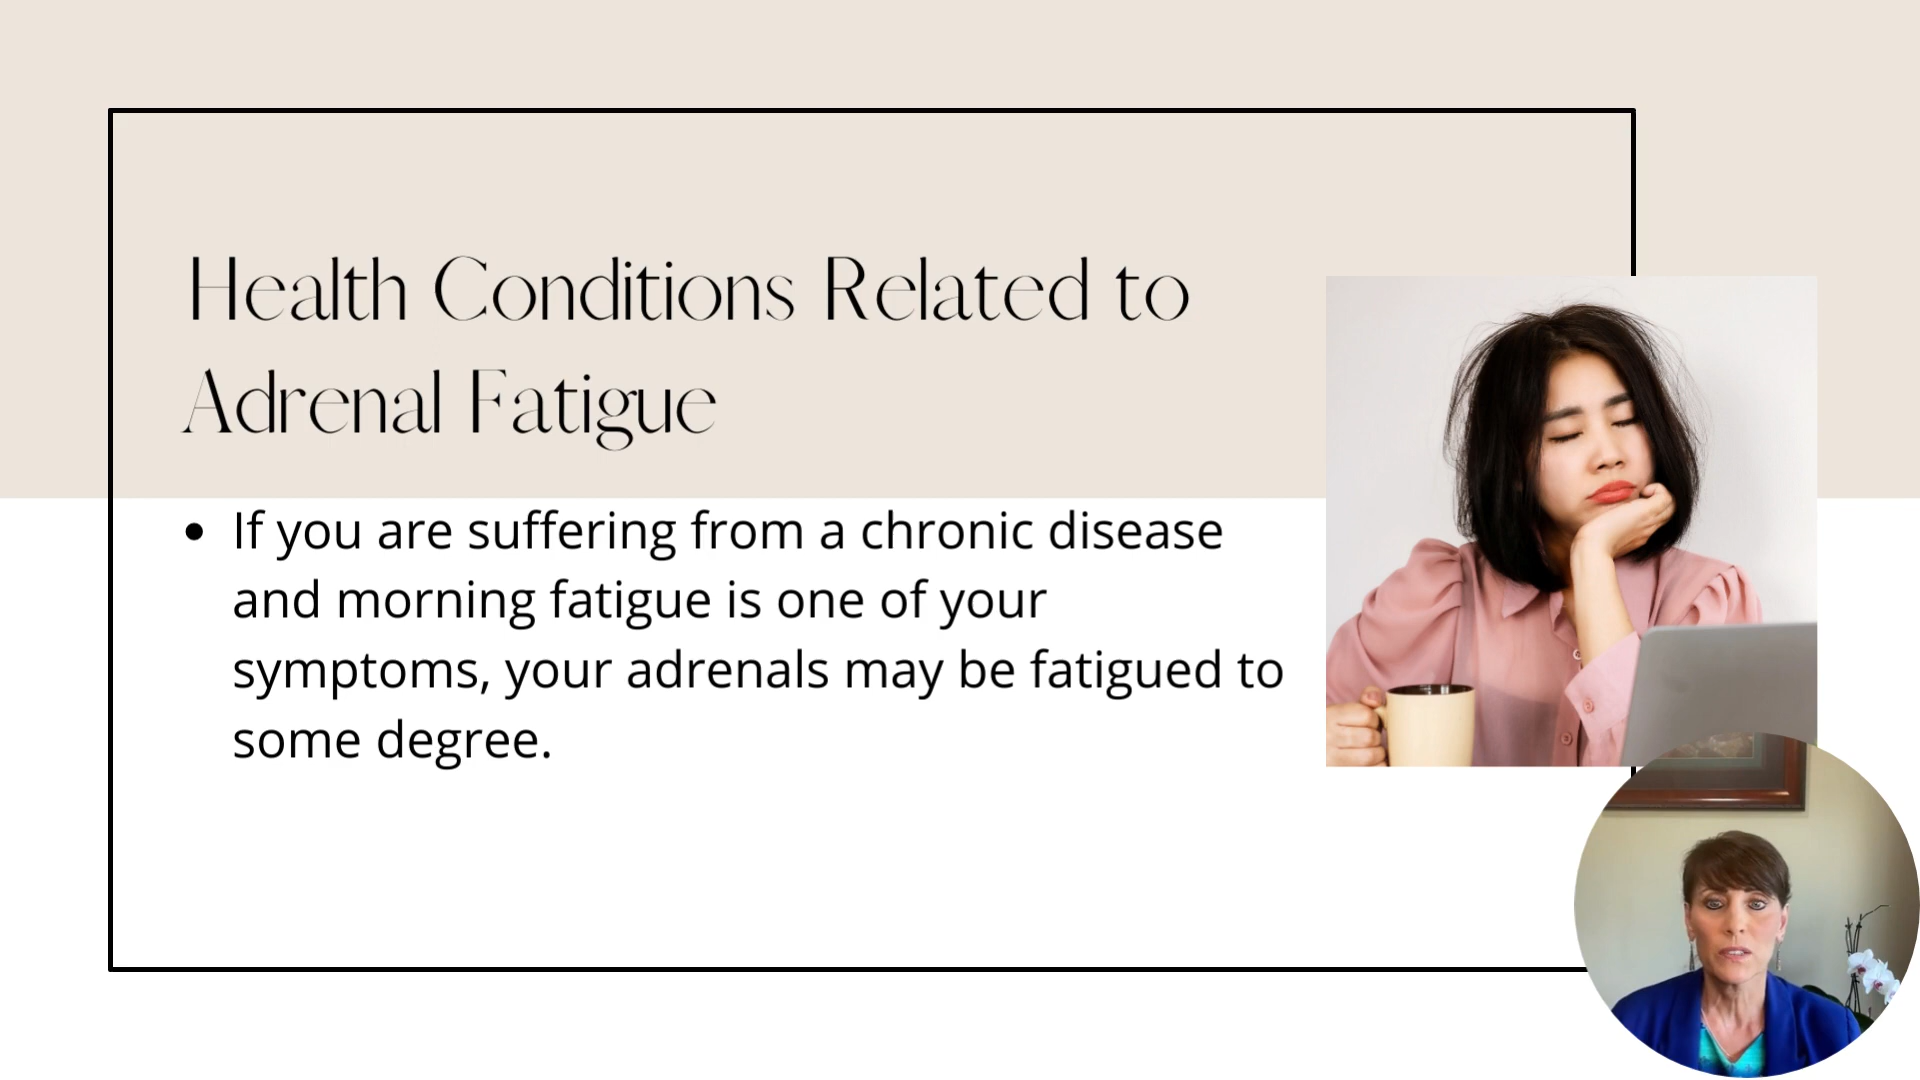 Health Conditions Related to
Adrenal Fatigue
• If you are suffering from a chronic disease
and morning fatigue is one of your
symptoms, your adrenals may be fatigued to
some degree.